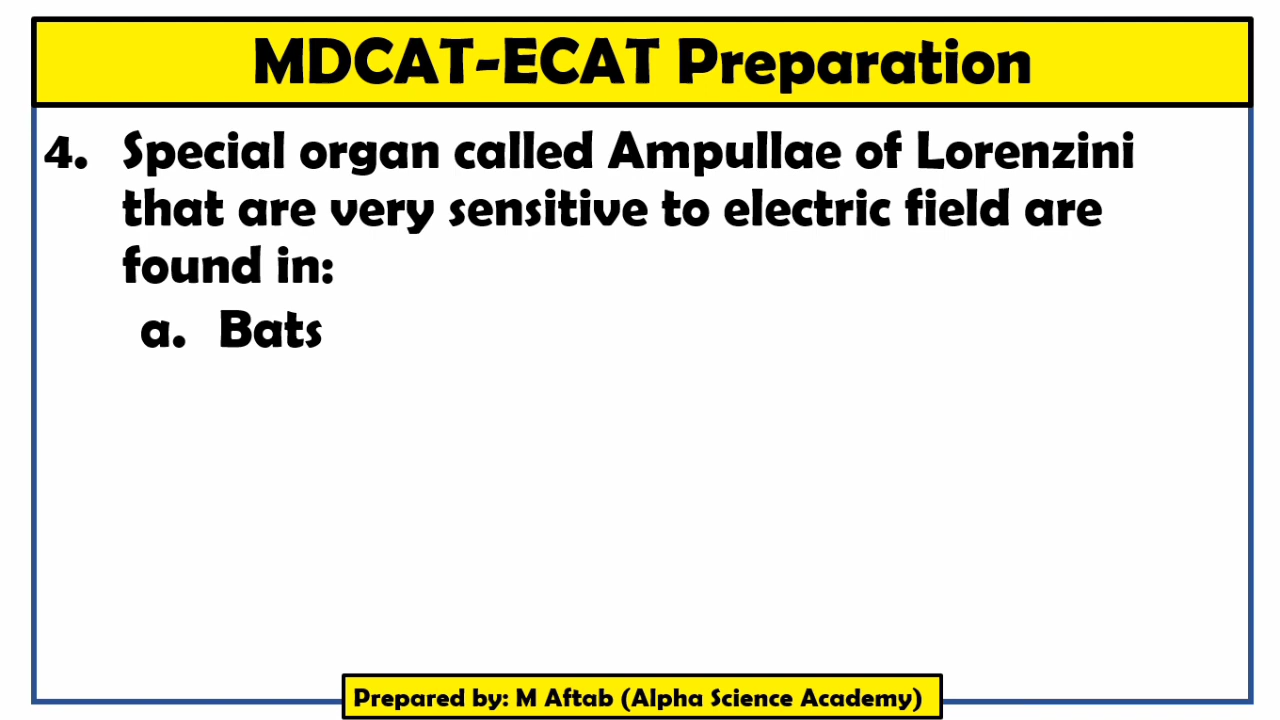 MDCAT-ECAT Preparation
4. Special organ called Ampullae of Lorenzini
that are very sensitive to electric field are
found in:
a. Bats
Prepared by: M Aftab (Alpha Science Academy)